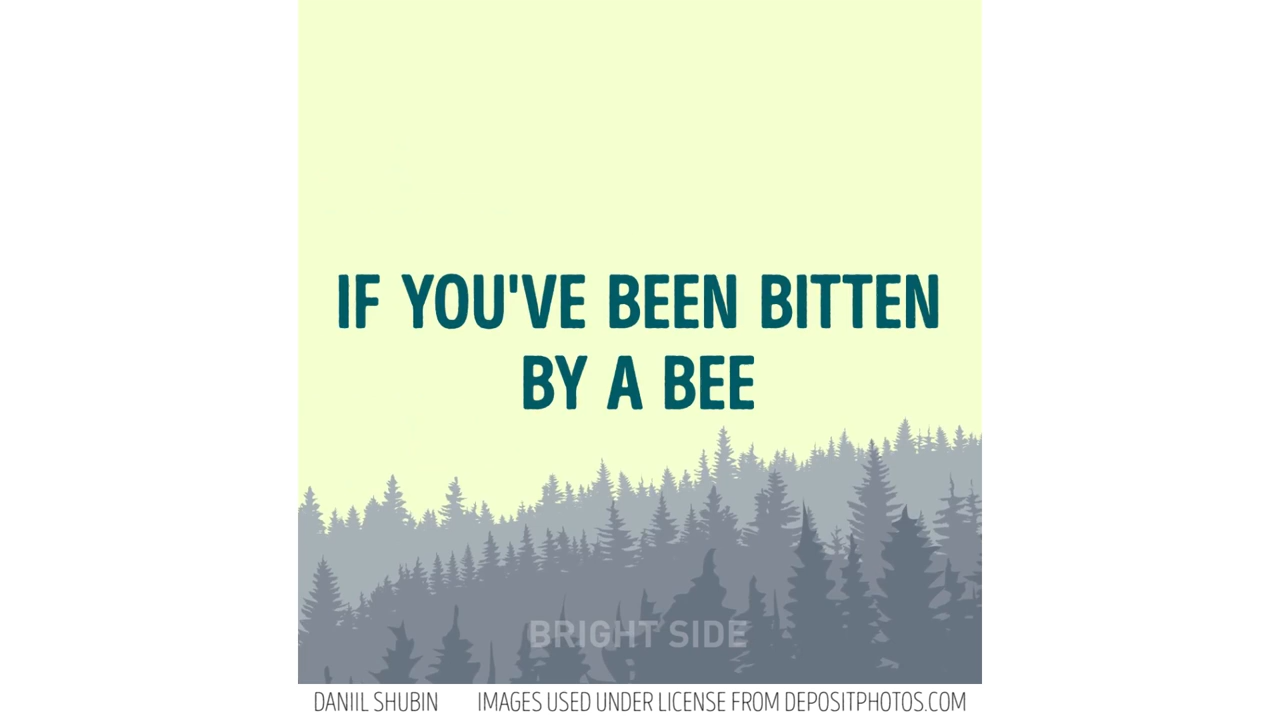 IF YOU'VE BEEN BITTEN
BY A BEE
BRIGHT SIDE
DANIIL SHUBIN IMAGES USED UNDER LICENSE FROM DEPOSITPHOTOS.COM